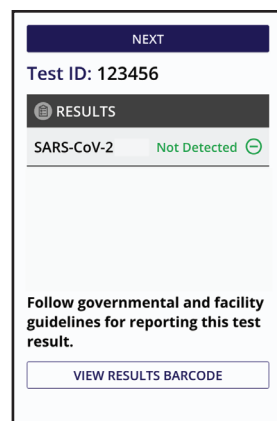 NEXT
Test ID: 123456
RESULTS
SARS-CoV-2 Not Detected
Follow governmental and facility
guidelines for reporting this test
result.
VIEW RESULTS BARCODE